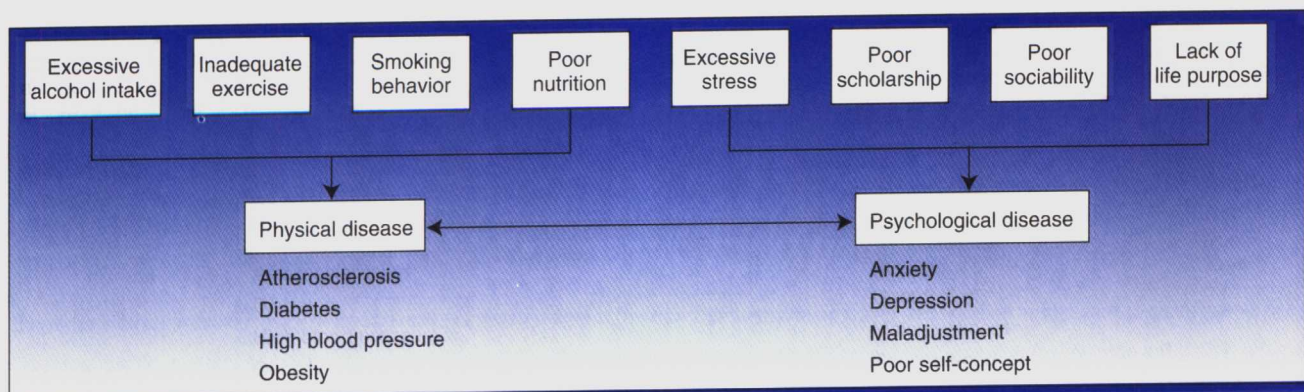 Excessive
alcohol intake
Inadequate
exercise
Smoking
behavior
Poor
nutrition
Excessive
stress
Poor
scholarship
Poor
sociability
Lack of
life purpose
Physical disease
Atherosclerosis
Diabetes
High blood pressure
Obesity
Psychological disease
Anxiety
Depression
Maladjustment
Poor self-concept